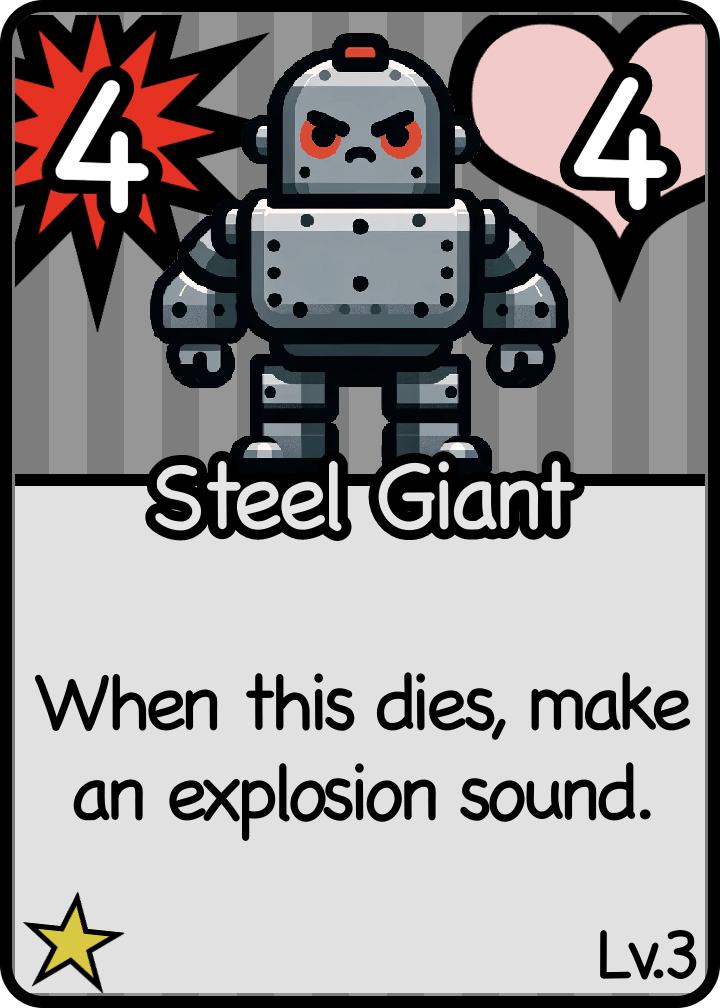 4
4
Steel Giant
When this dies, make
an explosion sound.
Lv.3